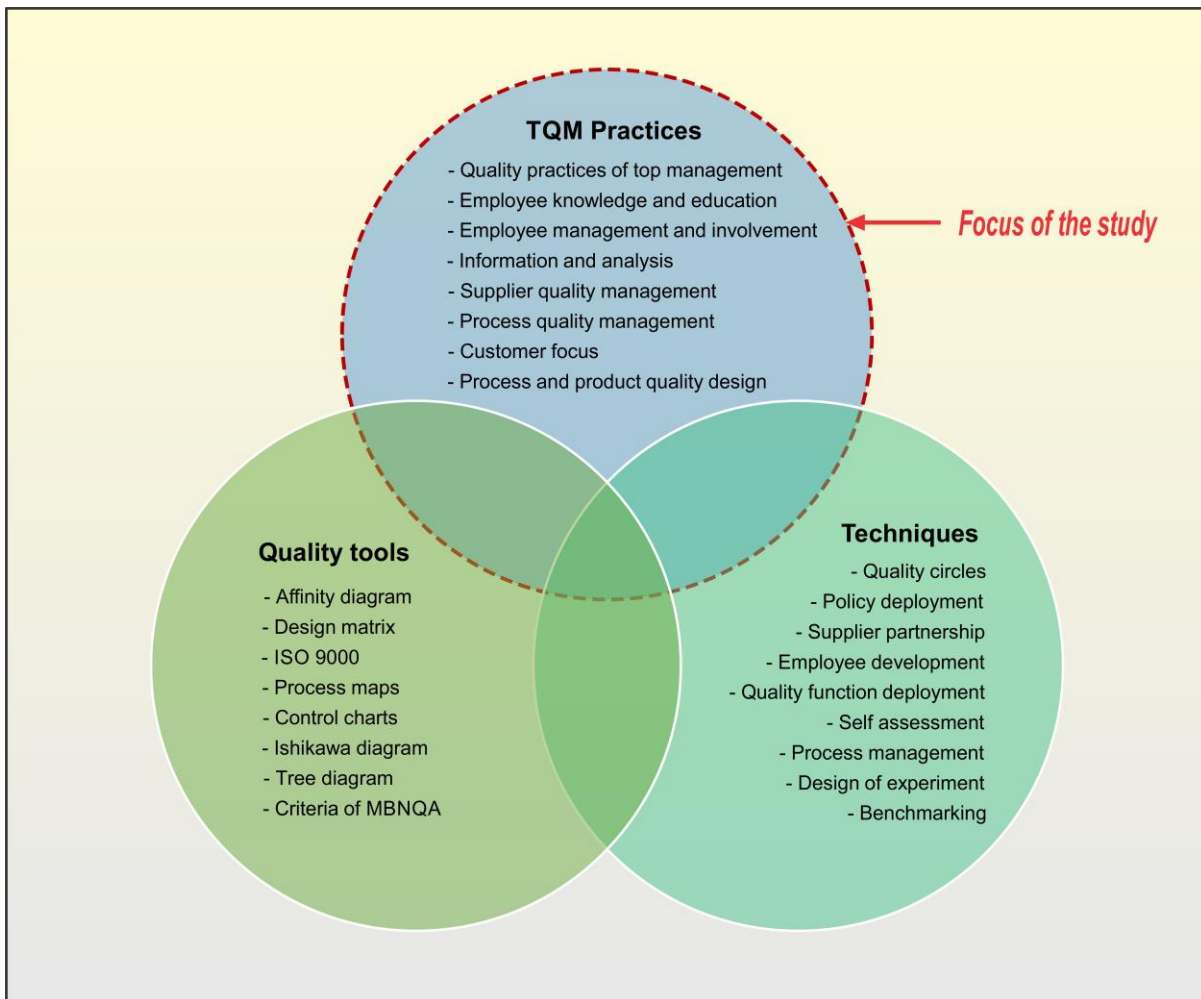 TQM Practices
- Quality practices of top management
- Employee knowledge and education
- Employee management and involvement
- Information and analysis
- Supplier quality management
- Process quality management
- Customer focus
- Process and product quality design
Focus of the study
Quality tools
- Affinity diagram
- Design matrix
- ISO 9000
- Process maps
- Control charts
- Ishikawa diagram
- Tree diagram
- Criteria of MBNQA
Techniques
- Quality circles
- Policy deployment
- Supplier partnership
- Employee development
- Quality function deployment
- Self assessment
- Process management
- Design of experiment
- Benchmarking